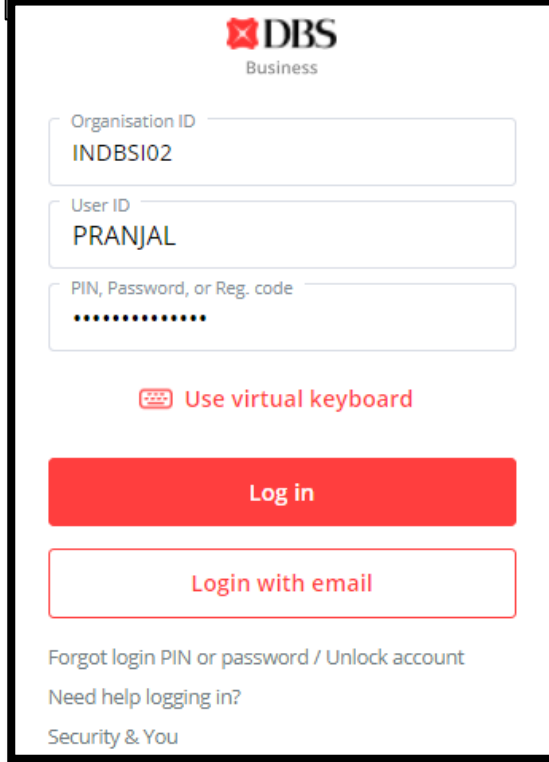 DBS
Business
Organisation ID
INDBSI02
User ID
PRANJAL
PIN, Password, or Reg. code
••••••••••••••
Use virtual keyboard
Log in
Login with email
Forgot login PIN or password / Unlock account
Need help logging in?
Security & You